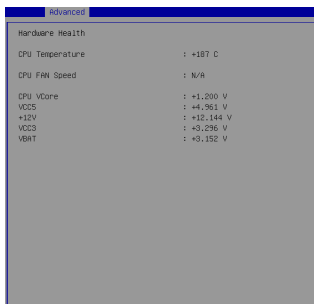 Advanced
Hardware Health
CPU Temperature : +187 C
CPU FAN Speed : N/A
CPU VCore : +1.200 V
VCC5 : +4.961 V
+12V : +12.144 V
VCC3 : +3.296 V
VBAT : +3.152 V